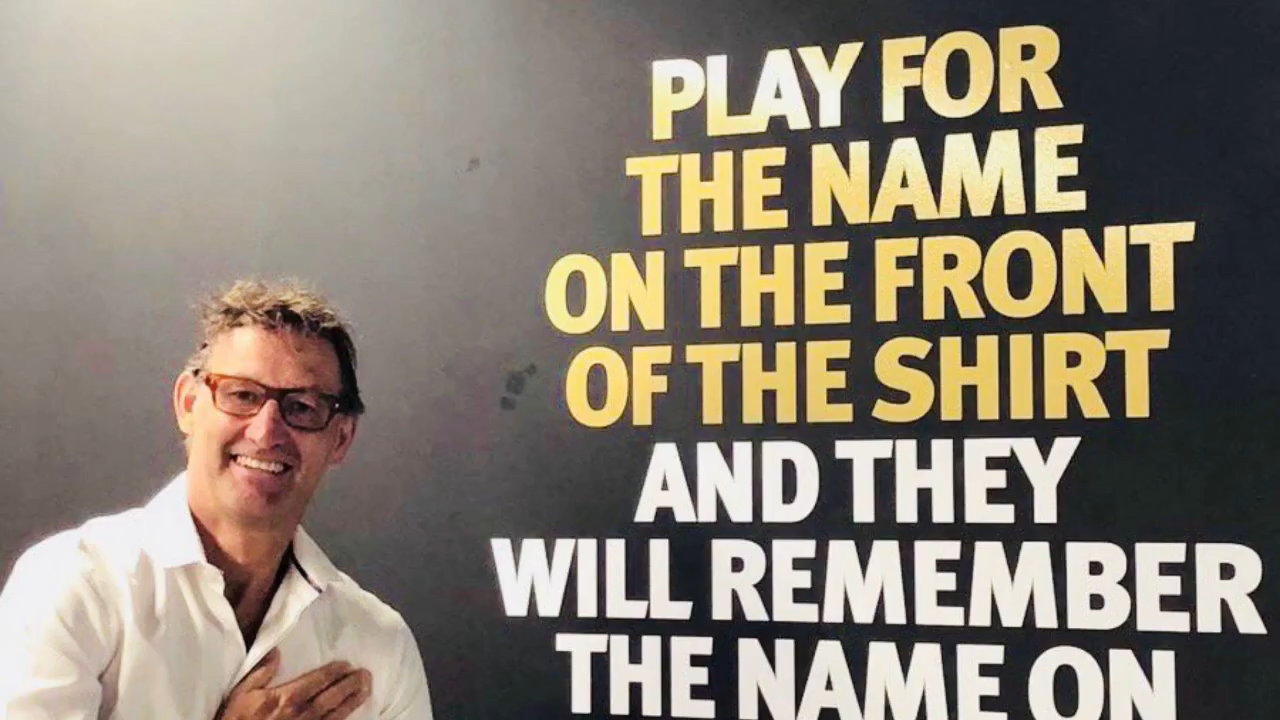 PLAY FOR
THE NAME
ON THE FRONT
OF THE SHIRT
AND THEY
WILL REMEMBER
THE NAME ON